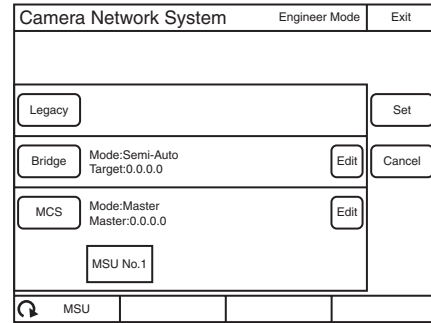 Camera Network System Engineer Mode Exit
Legacy Set
Bridge Mode:Semi-Auto
Target:0.0.0.0 Edit Cancel
MCS Mode:Master
Master:0.0.0.0 Edit
MSU No.1
MSU